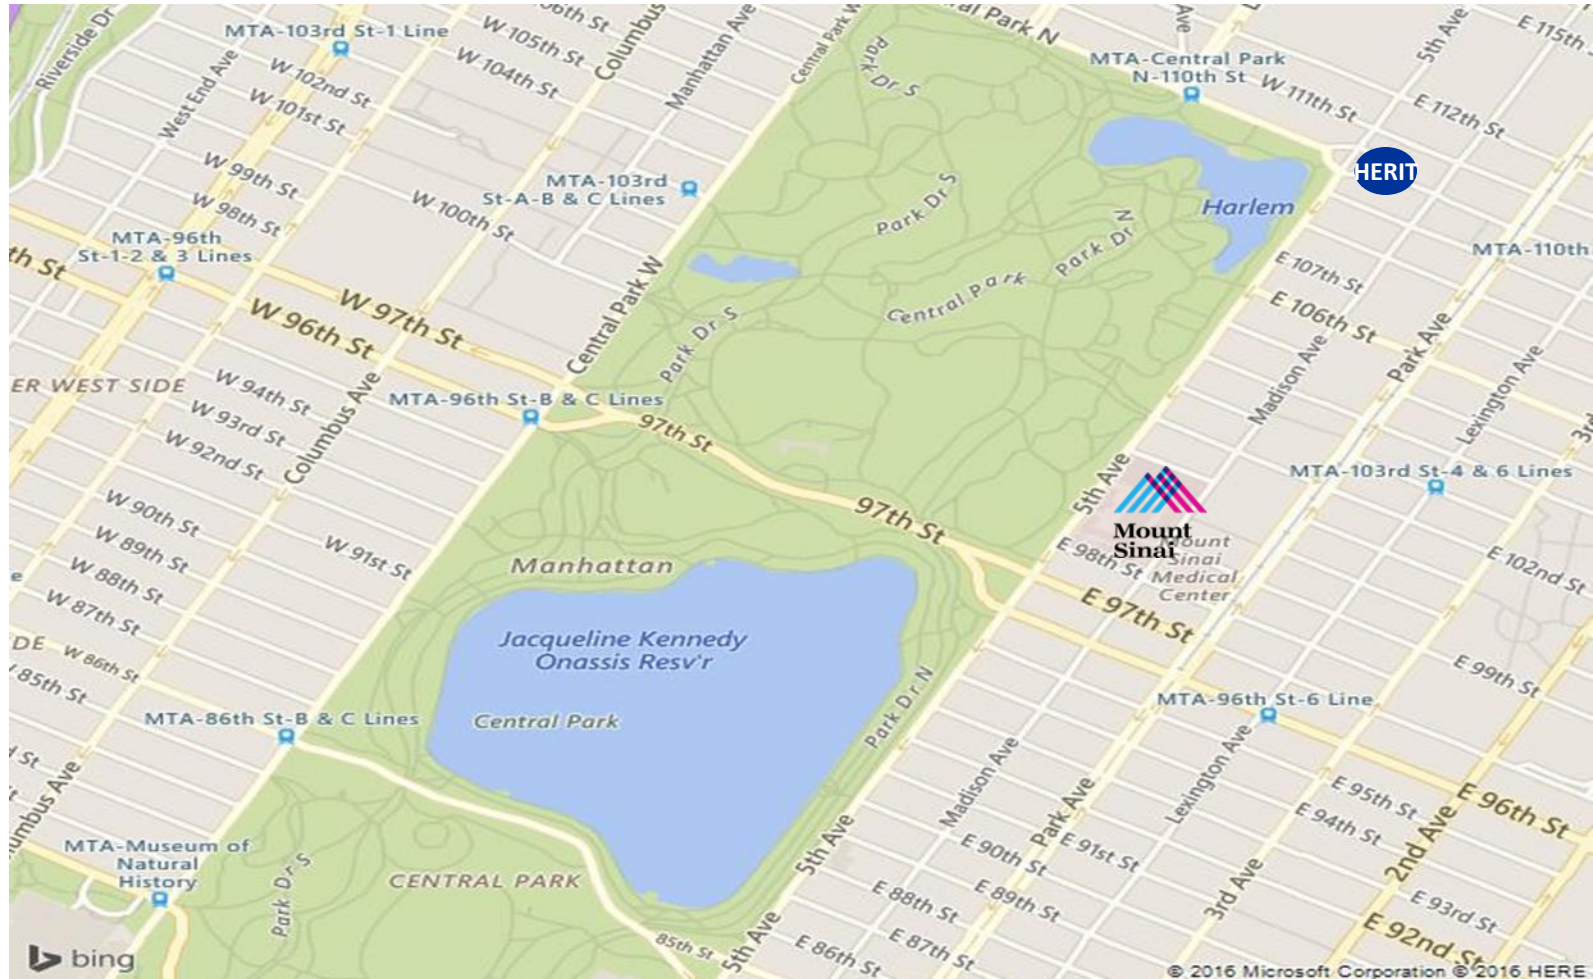 Riverside Dr
MTA-103rd St-1 Line
West End Ave
W 102nd St
W 101st St
W 99th St
W 98th St
W 105th St
W 104th St
Columbus
Manhattan Ave
Central Park W
Park Dr S
Park N
MTA-Central Park
N-110th St
Ave
5th Ave
E 115th
W 111th St
E 112th St
HERIT
MTA-103rd
St-A-B & C Lines
W 100th St
MTA-96th
St-1-2 & 3 Lines
th St
Park Dr S
Park Dr N
Harlem
MTA-110th
E 107th St
E 106th St
Central Park
W 97th St
W 96th St
Central Park W
Park Dr S
Madison Ave
Park Ave
Lexington Ave
3rd
ER WEST SIDE
W 94th St
W 93rd St
W 92nd St
Columbus Ave
MTA-96th St-B & C Lines
97th St
97th St
5th Ave
MTA-103rd St-4 & 6 Lines
Mount
Sinai
Mount
Sinai
Medical
Center
E 98th St
E 97th St
E 102nd St
E 99th St
W 90th St
W 89th St
W 88th St
W 87th St
W 91st St
Manhattan
Jacqueline Kennedy
Onassis Resv'r
Central Park
Park Dr N
DE
W 86th St
85th St
MTA-86th St-B & C Lines
MTA-96th St-6 Line
Madison Ave
Park Ave
Lexington Ave
E 96th St
E 95th St
E 94th St
2nd Ave
3rd Ave
E 93rd St
E 92nd St
E 91st St
E 90th St
E 89th St
E 88th St
E 87th St
E 86th St
5th Ave
5th Ave
85th St
St
umbus Ave
MTA-Museum of
Natural
History
Park Dr S
CENTRAL PARK
bing
© 2016 Microsoft Corporation © 2016 HERE